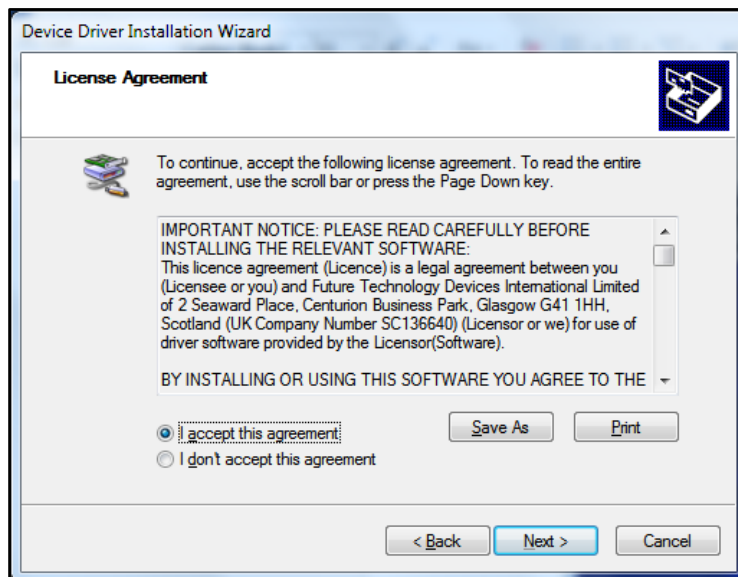 Device Driver Installation Wizard
License Agreement
To continue, accept the following license agreement. To read the entire
agreement, use the scroll bar or press the Page Down key.
IMPORTANT NOTICE: PLEASE READ CAREFULLY BEFORE
INSTALLING THE RELEVANT SOFTWARE:
This licence agreement (Licence) is a legal agreement between you
(Licensee or you) and Future Technology Devices International Limited
of 2 Seaward Place, Centurion Business Park, Glasgow G41 1HH,
Scotland (UK Company Number SC136640) (Licensor or we) for use of
driver software provided by the Licensor(Software).
BY INSTALLING OR USING THIS SOFTWARE YOU AGREE TO THE
I accept this agreement
Save As
Print
I don't accept this agreement
< Back
Next >
Cancel